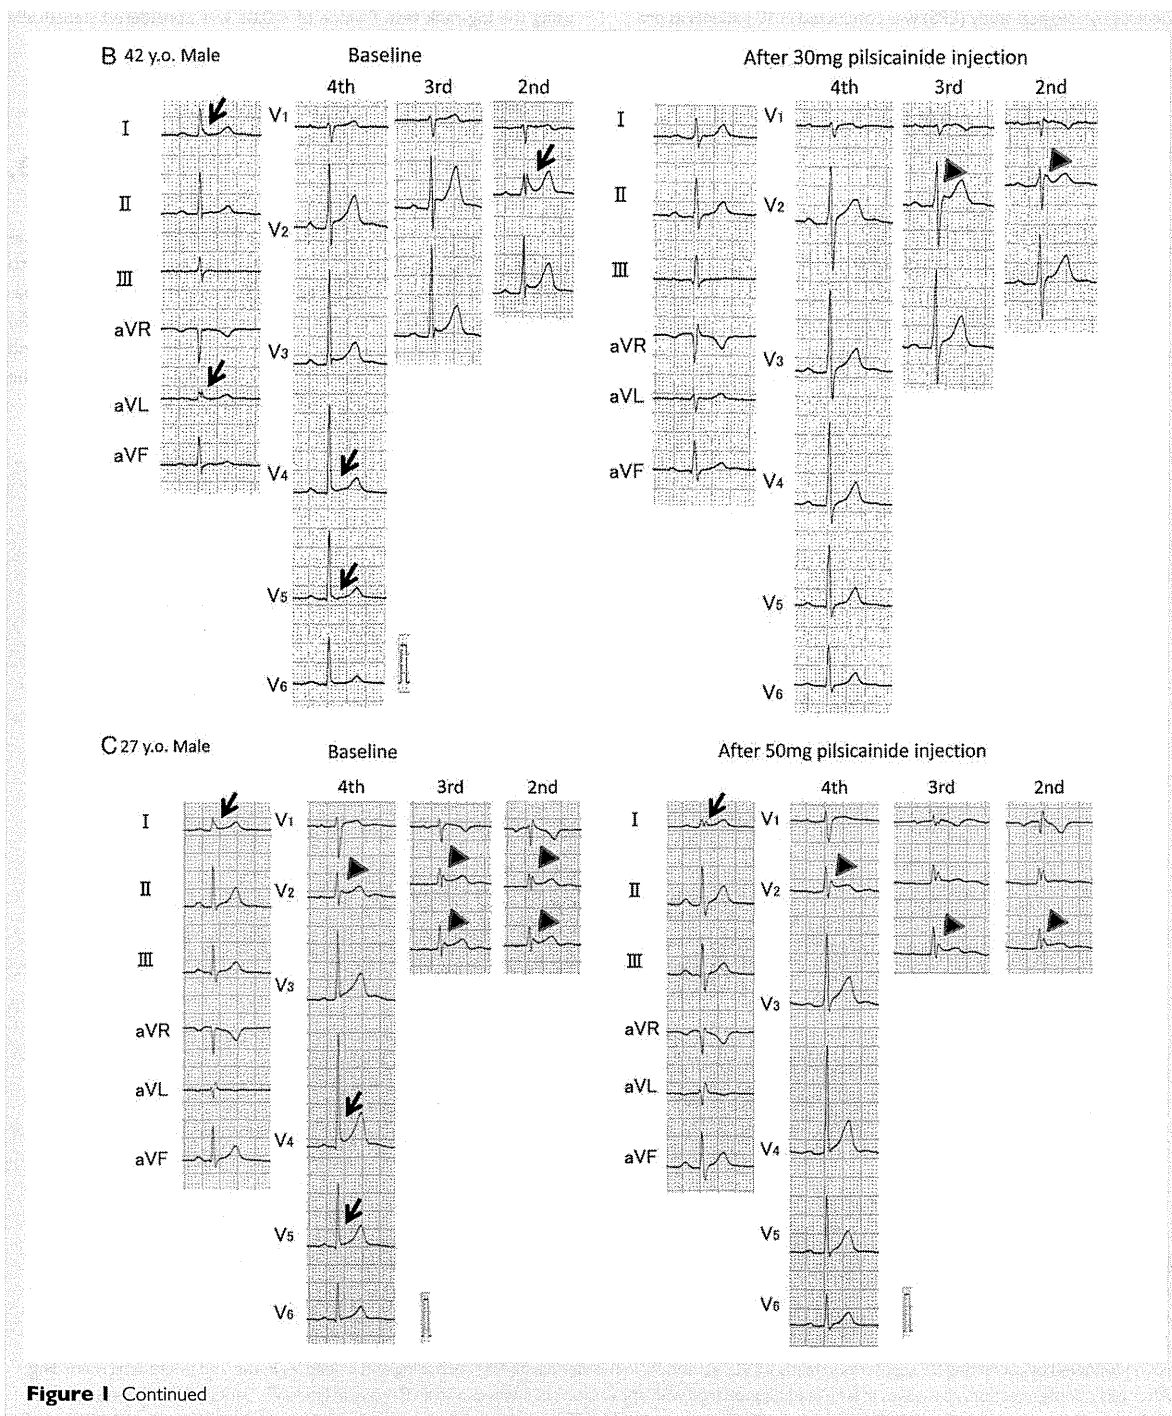 B 42 y.o. Male
Baseline
4th 3rd 2nd
I
II
III
aVR
aVL
aVF
V1
V2
V3
V4
V5
V6
After 30mg pilsicainide injection
4th 3rd 2nd
I
II
III
aVR
aVL
aVF
V1
V2
V3
V4
V5
V6
C 27 y.o. Male
Baseline
4th 3rd 2nd
I
II
III
aVR
aVL
aVF
V1
V2
V3
V4
V5
V6
After 50mg pilsicainide injection
4th 3rd 2nd
I
II
III
aVR
aVL
aVF
V1
V2
V3
V4
V5
V6
Figure 1 Continued